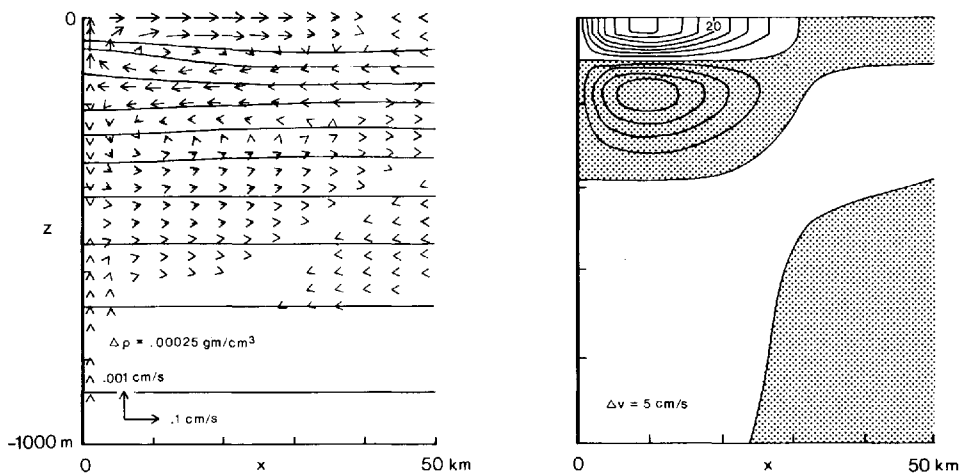 0
20
z
Δρ = .00025 gm/cm³
.001 cm/s
.1 cm/s
Δv = 5 cm/s
-1000 m
0 x 50 km
0 x 50 km